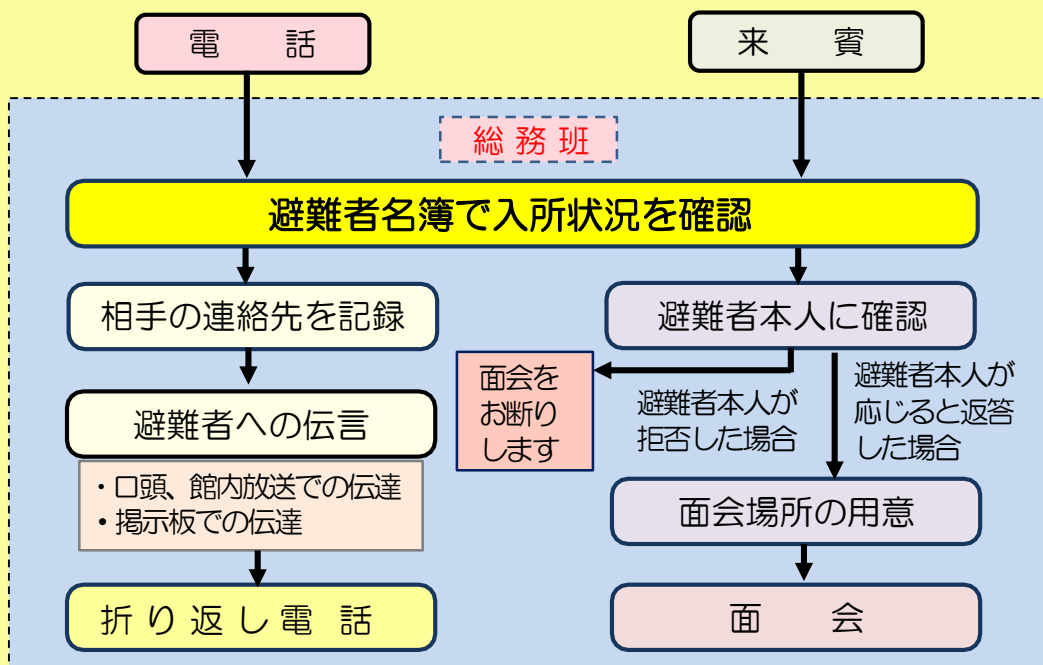 電話
来賓
総務班
避難者名簿で入所状況を確認
相手の連絡先を記録
避難者本人に確認
面会を
お断り
します
避難者本人が
拒否した場合
避難者本人が
応じると返答
した場合
避難者への伝言
・口頭、館内放送での伝達
・掲示板での伝達
面会場所の用意
折り返し電話
面会